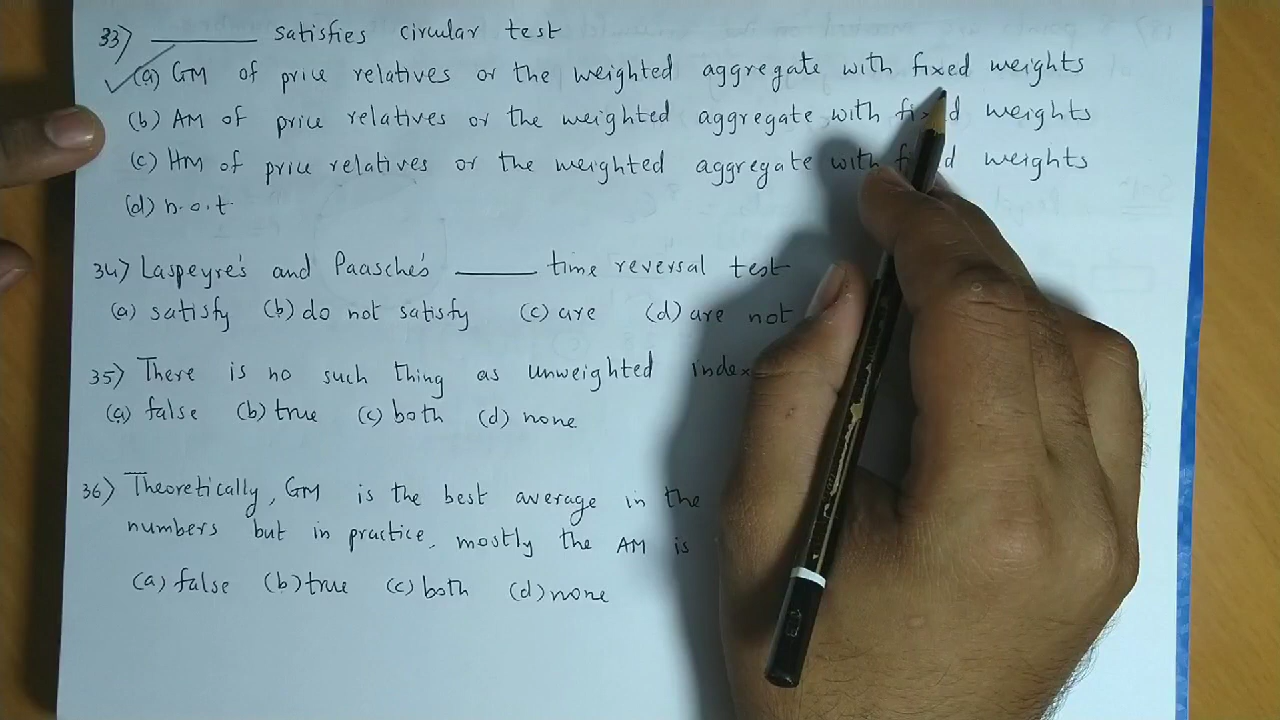 33) ______ satisfies circular test
(a) GM of price relatives or the weighted aggregate with fixed weights
(b) AM of price relatives or the weighted aggregate with weights
(c) HM of price relatives or the weighted aggregate with weights
(d) n.o.t.
34) Laspeyre's and Paasche's ______ time reversal test
(a) satisfy (b) do not satisfy (c) are (d) are not
35) There is no such thing as unweighted index
(a) false (b) true (c) both (d) none
36) Theoretically, GM is the best average in the
numbers but in practice, mostly the AM is
(a) false (b) true (c) both (d) none